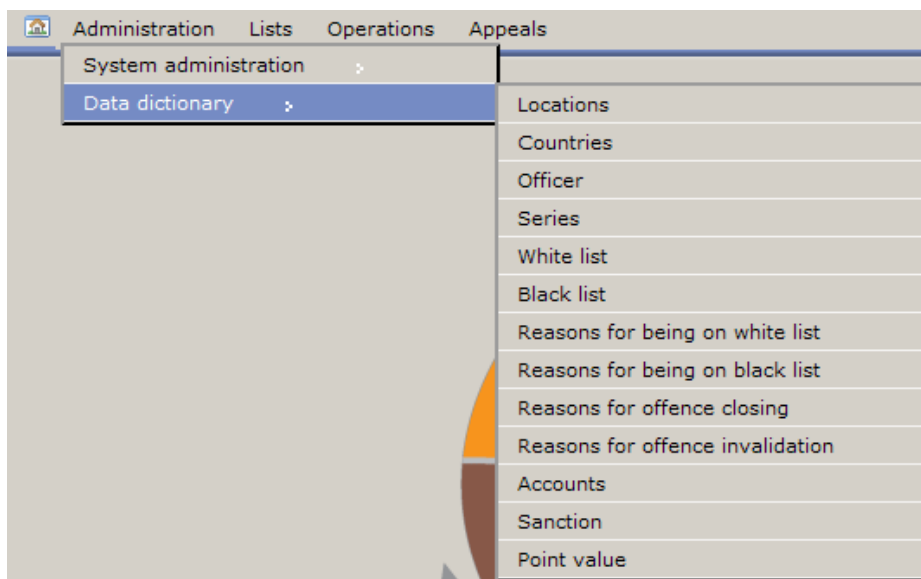 Administration Lists Operations Appeals
System administration
Data dictionary
Locations
Countries
Officer
Series
White list
Black list
Reasons for being on white list
Reasons for being on black list
Reasons for offence closing
Reasons for offence invalidation
Accounts
Sanction
Point value